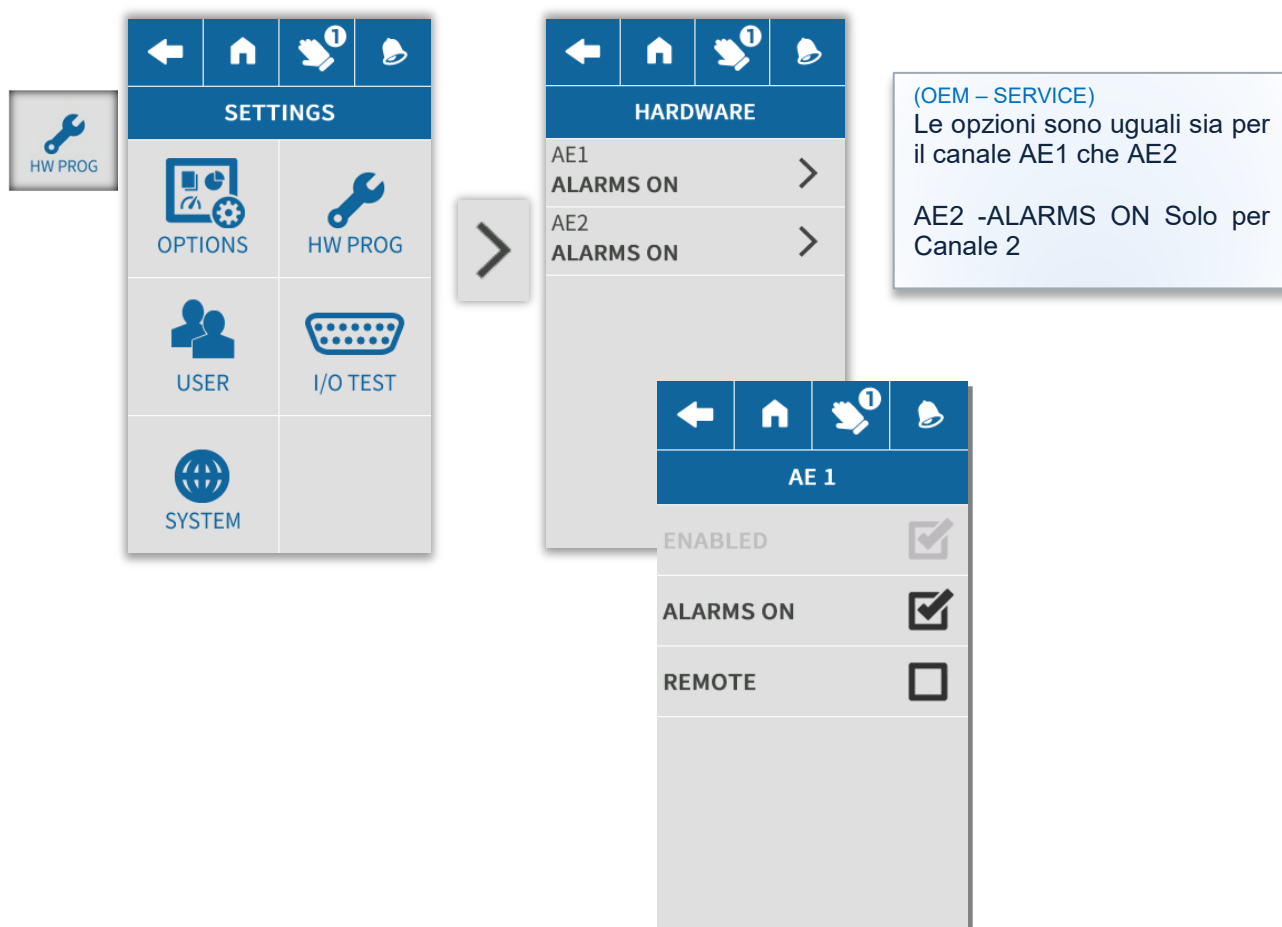 HW PROG
1
SETTINGS
OPTIONS
HW PROG
USER
I/O TEST
SYSTEM
1
HARDWARE
AE1
ALARMS ON
AE2
ALARMS ON
(OEM – SERVICE)
Le opzioni sono uguali sia per
il canale AE1 che AE2
AE2 -ALARMS ON Solo per
Canale 2
1
AE 1
ENABLED
ALARMS ON
REMOTE